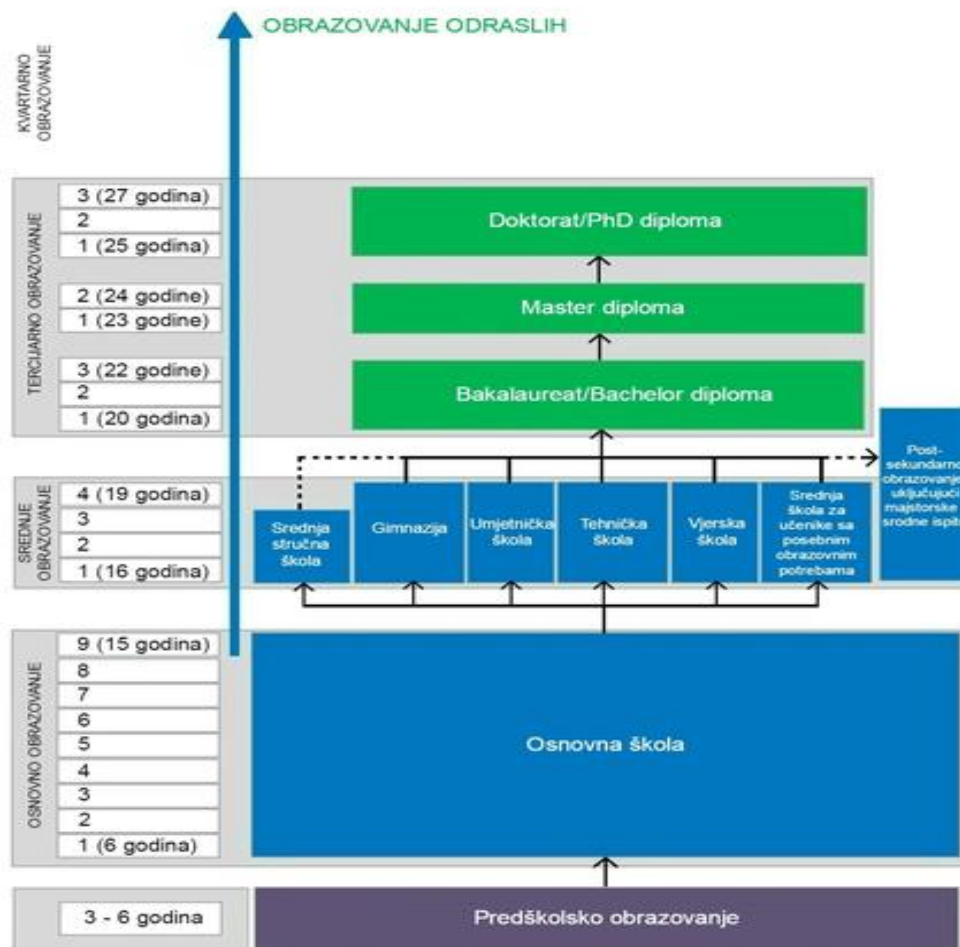 OBRAZOVANJE ODRASLIH
KVARTARNO
OBRAZOVANJE
TERCIJARNO OBRAZOVANJE
3 (27 godina)
2
1 (25 godina)
Doktorat/PhD diploma
2 (24 godine)
1 (23 godine)
Master diploma
3 (22 godine)
2
1 (20 godina)
Bakalaureat/Bachelor diploma
SREDNJE
OBRAZOVANJE
4 (19 godina)
3
2
1 (16 godina)
Srednja
stručna
škola
Gimnazija
Umjetnička
škola
Tehnička
škola
Vjerska
škola
Srednja
škola za
učenike sa
posebnim
obrazovnim
potrebama
Post-
sekundarno
obrazovanje
uključujući
majstorske
srodne ispit
OSNOVNO OBRAZOVANJE
9 (15 godina)
8
7
6
5
4
3
2
1 (6 godina)
Osnovna škola
3 - 6 godina
Predškolsko obrazovanje